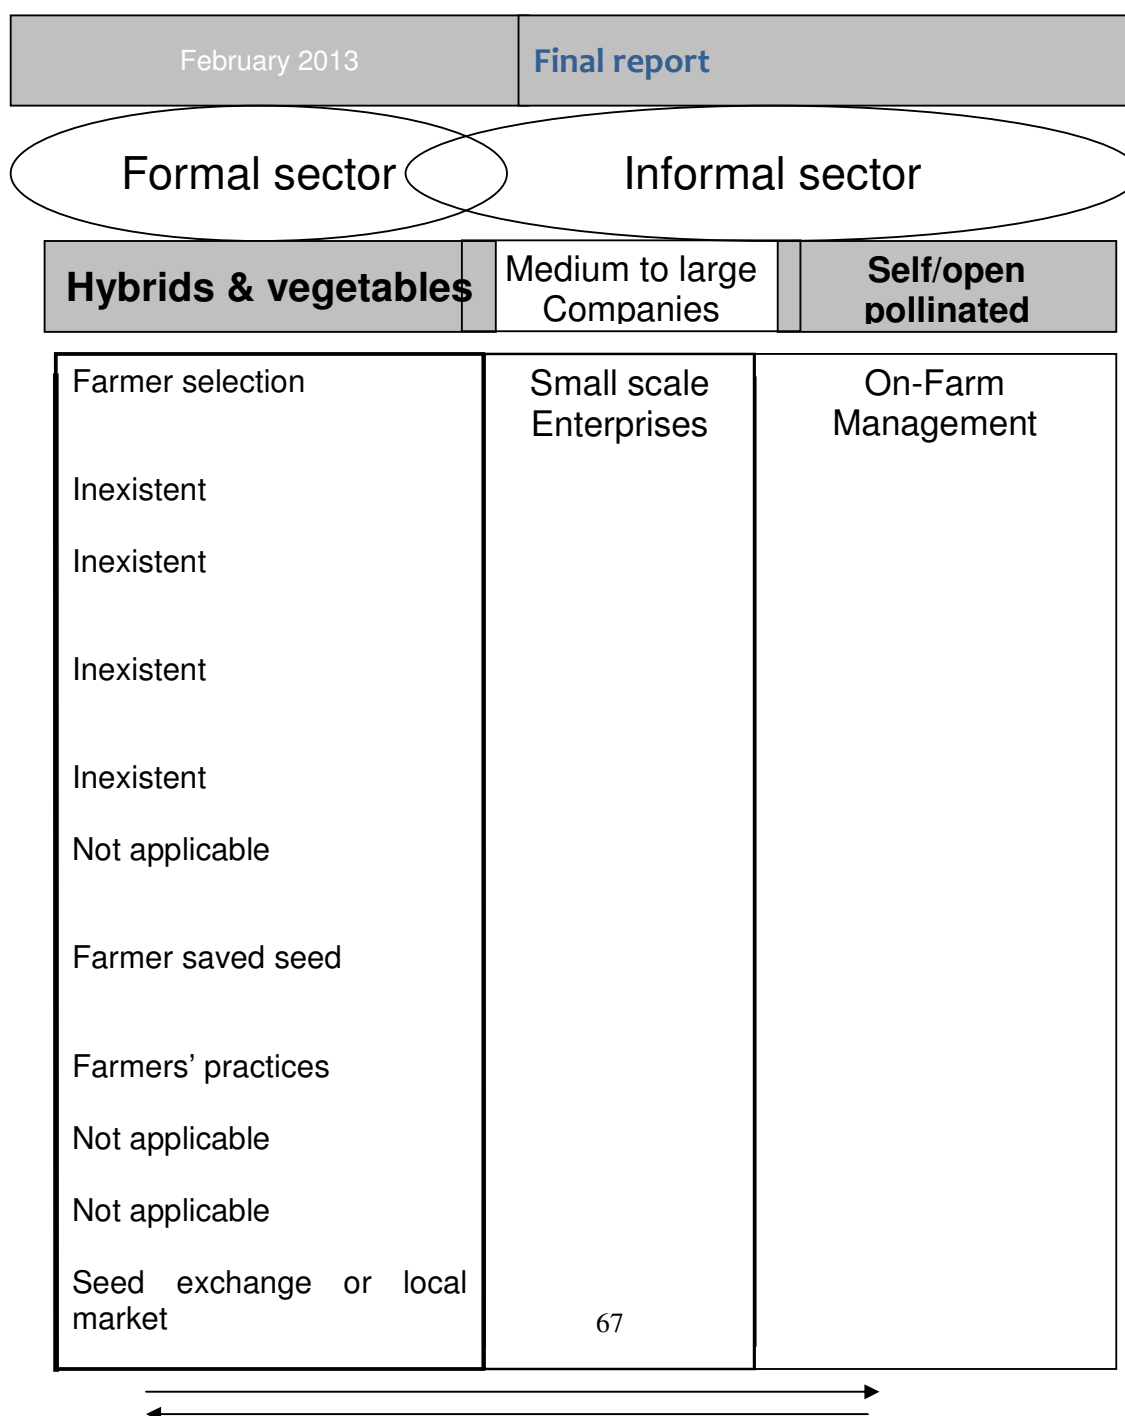 February 2013
Final report
Formal sector
Informal sector
Hybrids & vegetables
Medium to large
Companies
Self/open
pollinated
Farmer selection
Inexistent
Inexistent
Inexistent
Inexistent
Not applicable
Farmer saved seed
Farmers’ practices
Not applicable
Not applicable
Seed exchange or local
market
Small scale
Enterprises
On-Farm
Management
67